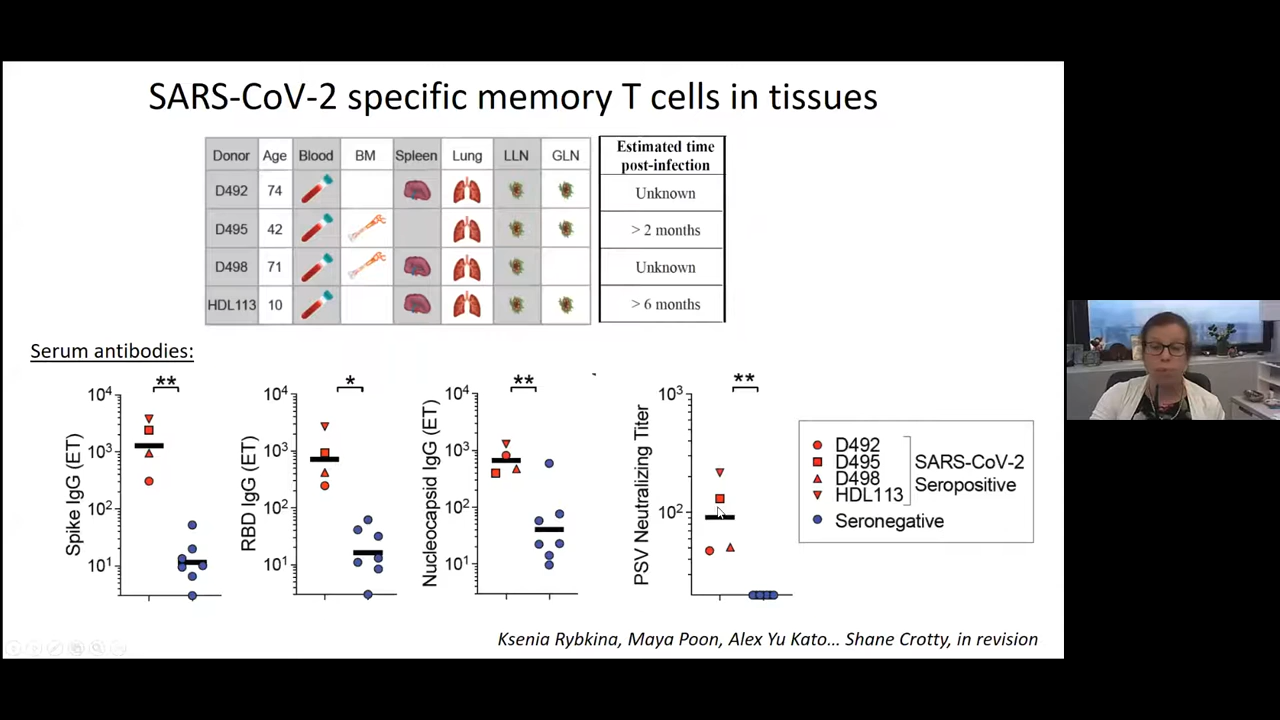 SARS-CoV-2 specific memory T cells in tissues
Donor Age Blood BM Spleen Lung LLN GLN
D492 74
D495 42
D498 71
HDL113 10
Estimated time
post-infection
Unknown
> 2 months
Unknown
> 6 months
Serum antibodies:
**
Spike IgG (ET)
10⁴
10³
10²
10¹
*
RBD IgG (ET)
10⁴
10³
10²
10¹
**
Nucleocapsid IgG (ET)
10⁴
10³
10²
10¹
**
PSV Neutralizing Titer
10³
10²
D492
D495
D498
HDL113
SARS-CoV-2
Seropositive
Seronegative
Ksenia Rybkina, Maya Poon, Alex Yu Kato... Shane Crotty, in revision